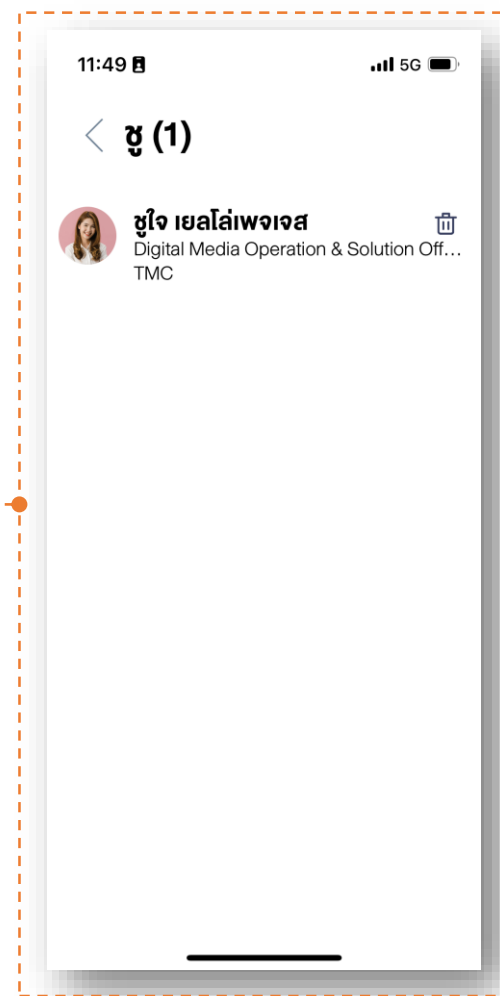 11:49
5G
ชู (1)
ชูใจ เยลโล่เพจเจส
Digital Media Operation & Solution Off...
TMC